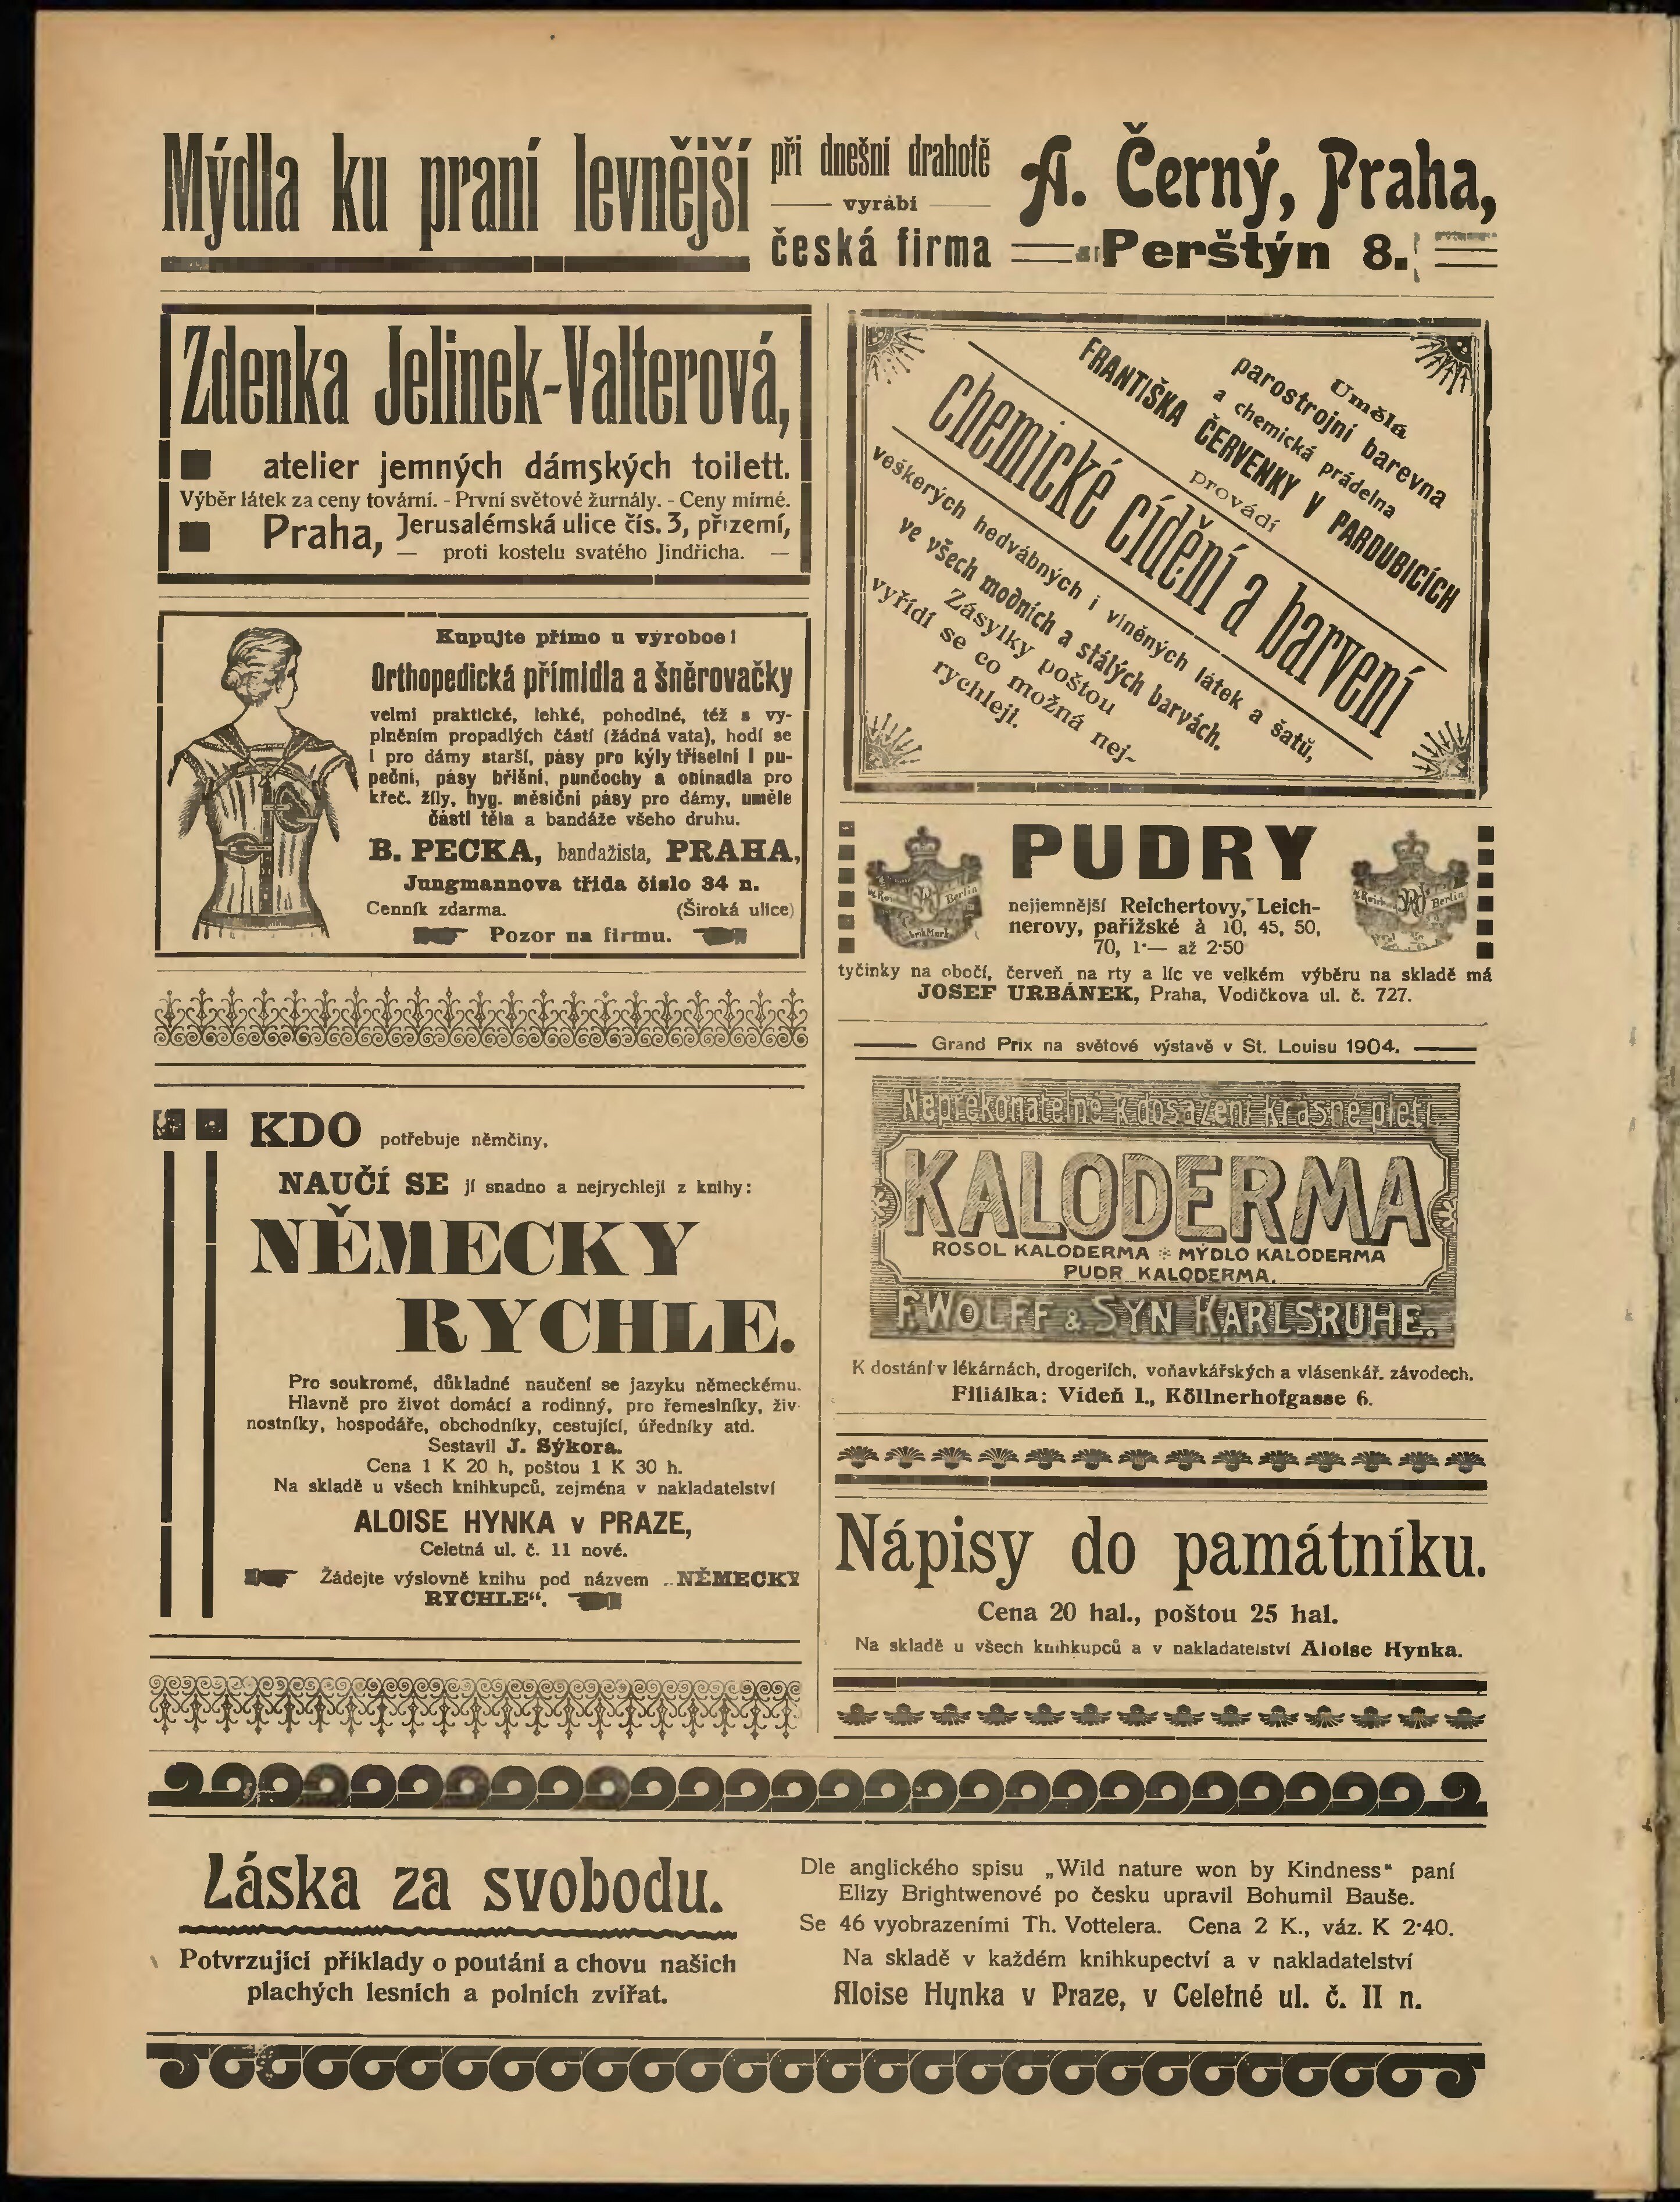 Mýdla ku praní levnější
při dnešní drahotě
vyrábí
česká firma
A. Černý, Praha,
Perštýn 8.
Zdenka Jelinek-Valterová,
atelier jemných dámských toilett.
Výběr látek za ceny tovární. - První světové žurnály. - Ceny mírné.
Praha, Jerusalémská ulice čís. 3, přízemí,
— proti kostelu svatého Jindřicha. —
Kupujte přímo u výrobce!
Orthopedická přímidla a šněrovačky
velmi praktické, lehké, pohodlné, též s vy-
plněním propadlých částí (žádná vata), hodí se
i pro dámy starší, pásy pro kýly tříselní i pu-
peční, pásy břišní, punčochy a obinadla pro
křeč. žíly, hyg. měsíční pásy pro dámy, umělé
části těla a bandáže všeho druhu.
B. PECKA, bandažista, PRAHA,
Jungmannova třída číslo 34 n.
Cenník zdarma. (Široká ulice)
Pozor na firmu.
KDO potřebuje němčiny,
NAUČÍ SE jí snadno a nejrychleji z knihy:
NĚMECKY
RYCHLE.
Pro soukromé, důkladné naučení se jazyku německému.
Hlavně pro život domácí a rodinný, pro řemeslníky, živ-
nostníky, hospodáře, obchodníky, cestující, úředníky atd.
Sestavil J. Sýkora.
Cena 1 K 20 h, poštou 1 K 30 h.
Na skladě u všech knihkupců, zejména v nakladatelství
ALOISE HYNKA v PRAZE,
Celetná ul. č. 11 nové.
Žádejte výslovně knihu pod názvem „NĚMECKY
RYCHLE“.
Umělá
parostrojní barevna
a chemická prádelna
FRANTIŠKA ČERVENKY V PARDUBICÍCH
provádí
chemické cídění a barvení
veškerých hedvábných i vlněných látek a šatů,
ve všech modních a stálých barvách.
Zásylky poštou
vyřídí se co možná nej-
rychleji.
PUDRY
nejjemnější Reichertovy, Leich-
nerovy, pařížské à 10, 45, 50,
70, 1·— až 2·50
tyčinky na obočí, červeň na rty a líc ve velkém výběru na skladě má
JOSEF URBÁNEK, Praha, Vodičkova ul. č. 727.
Grand Prix na světové výstavě v St. Louisu 1904.
Nepřekonatelné k dosažení krásné pleti
KALODERMA
ROSOL KALODERMA ❉ MÝDLO KALODERMA
PUDR KALODERMA.
F. WOLFF & SYN KARLSRUHE.
K dostání v lékárnách, drogeriích, voňavkářských a vlásenkář. závodech.
Filiálka: Vídeň I., Köllnerhofgasse 6.
Nápisy do památníku.
Cena 20 hal., poštou 25 hal.
Na skladě u všech knihkupců a v nakladatelství Aloise Hynka.
Láska za svobodu.
Potvrzující příklady o poutání a chovu našich
plachých lesních a polních zvířat.
Dle anglického spisu „Wild nature won by Kindness“ paní
Elizy Brightwenové po česku upravil Bohumil Bauše.
Se 46 vyobrazeními Th. Vottelera. Cena 2 K., váz. K 2·40.
Na skladě v každém knihkupectví a v nakladatelství
Aloise Hynka v Praze, v Celetné ul. č. II n.